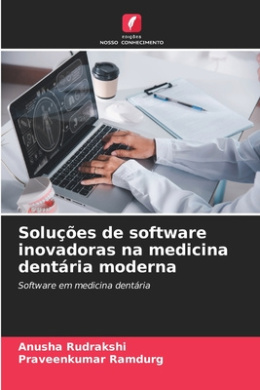 edições
NOSSO CONHECIMENTO
Soluções de software
inovadoras na medicina
dentária moderna
Software em medicina dentária
Anusha Rudrakshi
Praveenkumar Ramdurg